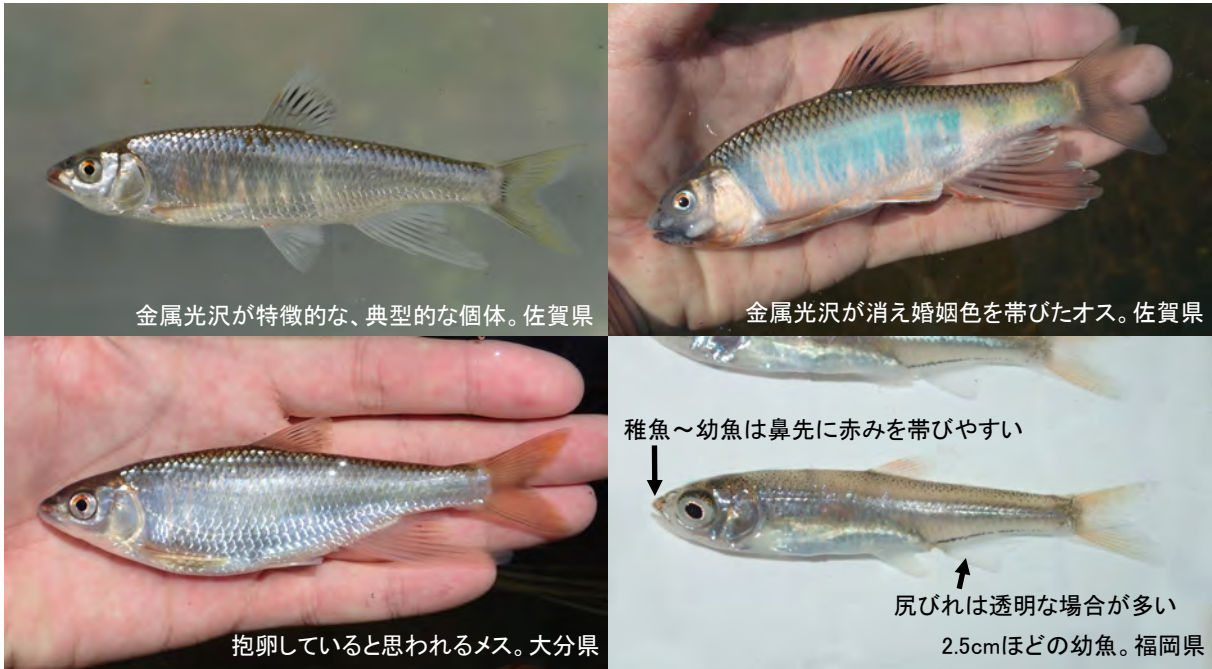 金属光沢が特徴的な、典型的な個体。佐賀県
金属光沢が消え婚姻色を帯びたオス。佐賀県
抱卵していると思われるメス。大分県
稚魚～幼魚は鼻先に赤みを帯びやすい
尻びれは透明な場合が多い
2.5cmほどの幼魚。福岡県